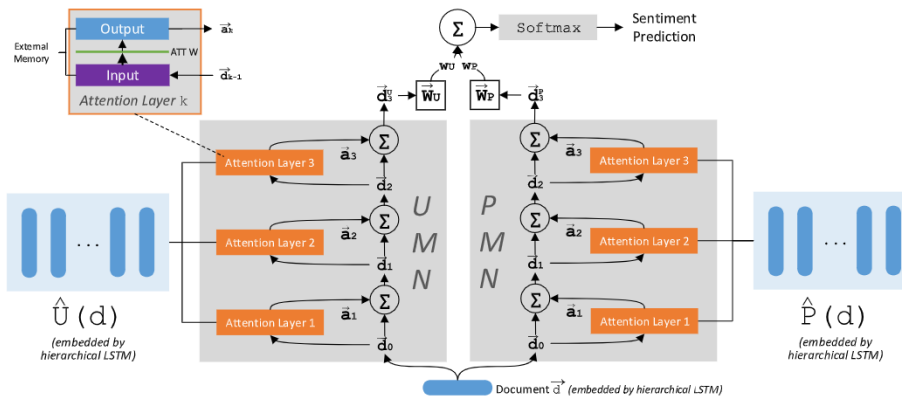 Output
a⃗k
External
Memory
ATT W
Input
d⃗k-1
Attention Layer k
Σ
Softmax
Sentiment
Prediction
wU wP
d⃗3U
W⃗U
W⃗P
d⃗3P
Σ
Σ
Attention Layer 3
a⃗3
a⃗3
Attention Layer 3
d⃗2
d⃗2
U
M
N
P
M
N
Σ
Σ
Attention Layer 2
a⃗2
a⃗2
Attention Layer 2
d⃗1
d⃗1
...
...
Σ
Σ
Attention Layer 1
a⃗1
a⃗1
Attention Layer 1
d⃗0
d⃗0
Û(d)
(embedded by
hierarchical LSTM)
P̂(d)
(embedded by
hierarchical LSTM)
Document d⃗ (embedded by hierarchical LSTM)